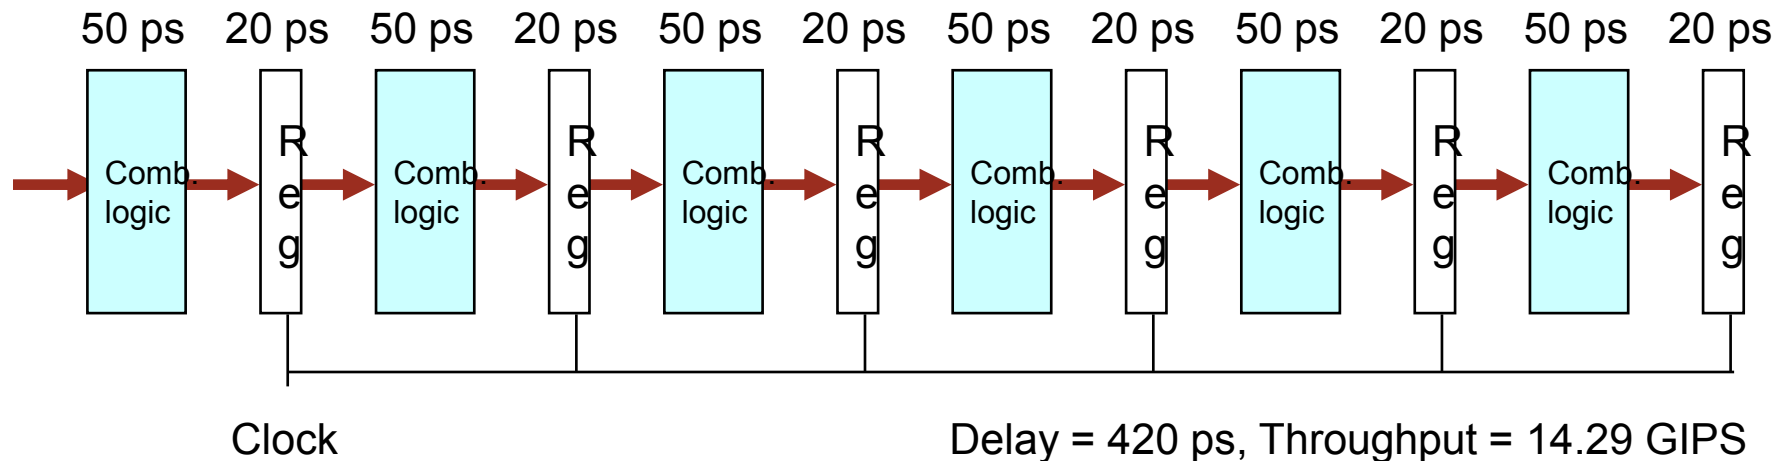 50 ps 20 ps 50 ps 20 ps 50 ps 20 ps 50 ps 20 ps 50 ps 20 ps 50 ps 20 ps
Comb.
logic
R
e
g
Comb.
logic
R
e
g
Comb.
logic
R
e
g
Comb.
logic
R
e
g
Comb.
logic
R
e
g
Comb.
logic
R
e
g
Clock
Delay = 420 ps, Throughput = 14.29 GIPS